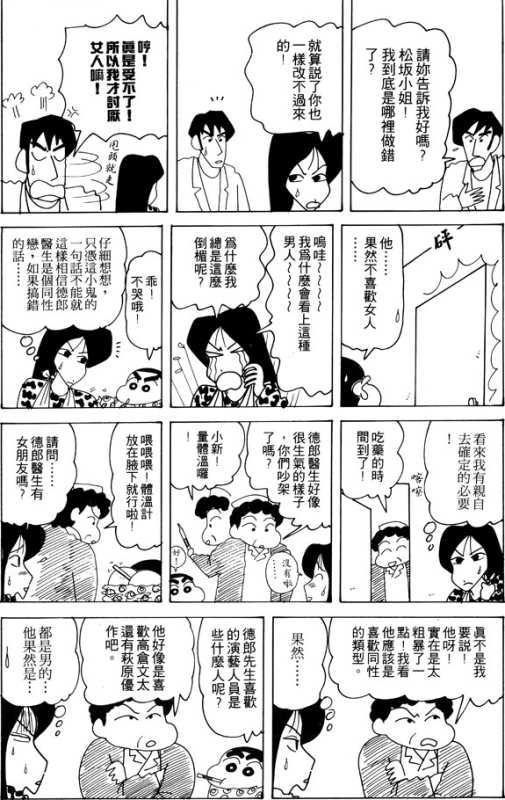 請妳告訴我好嗎?
松坂小姐!
我到底是哪裡做錯
了?
就算說了你也
一樣改不過來
的!
哼!
真是受不了!
所以我才討厭
女人嘛!
甩頭就走
砰
他……
果然不喜歡女人
……
嗚哇~~~~
我爲什麼會看上這種
男人~~~~
爲什麼我
總是這麼
倒楣呢?
乖!
不哭哦!
仔細想想,
只憑這小鬼的
一句話不能就
這樣相信德郎
醫生是個同性
戀,如果搞錯
的話……
看來我有親自
去確定的必要
吃藥的時
間到了!
德郎醫生好像
很生氣的樣子
,你們吵架
了嗎?
沒有啦
……
小新!
量體溫囉
!
好!
喂喂喂!體溫計
放在腋下就行啦!
請問……
德郎醫生有
女朋友嗎?
眞不是我
要說!
他呀!
實在是太
粗暴了一
點!我看
他應該是
喜歡同性
的類型。
果然……
德郎先生喜歡
的演藝人員是
些什麼人呢?
他好像是喜
歡高倉文太
還有萩原優
作吧。
都是男的…
他果然是…